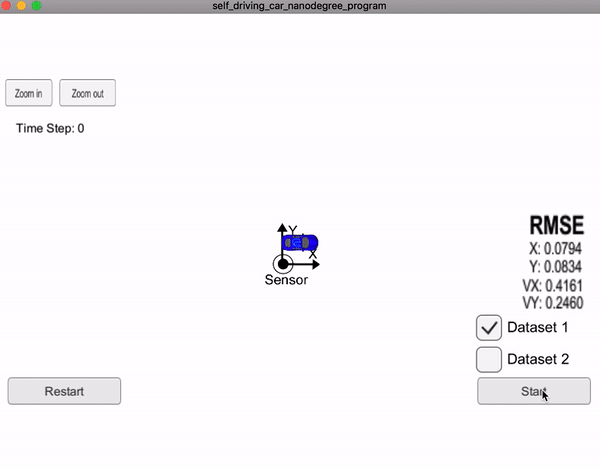 self_driving_car_nanodegree_program
Zoom in
Zoom out
Time Step: 0
Y
X
Sensor
RMSE
X: 0.0794
Y: 0.0834
VX: 0.4161
VY: 0.2460
Dataset 1
Dataset 2
Restart
Start